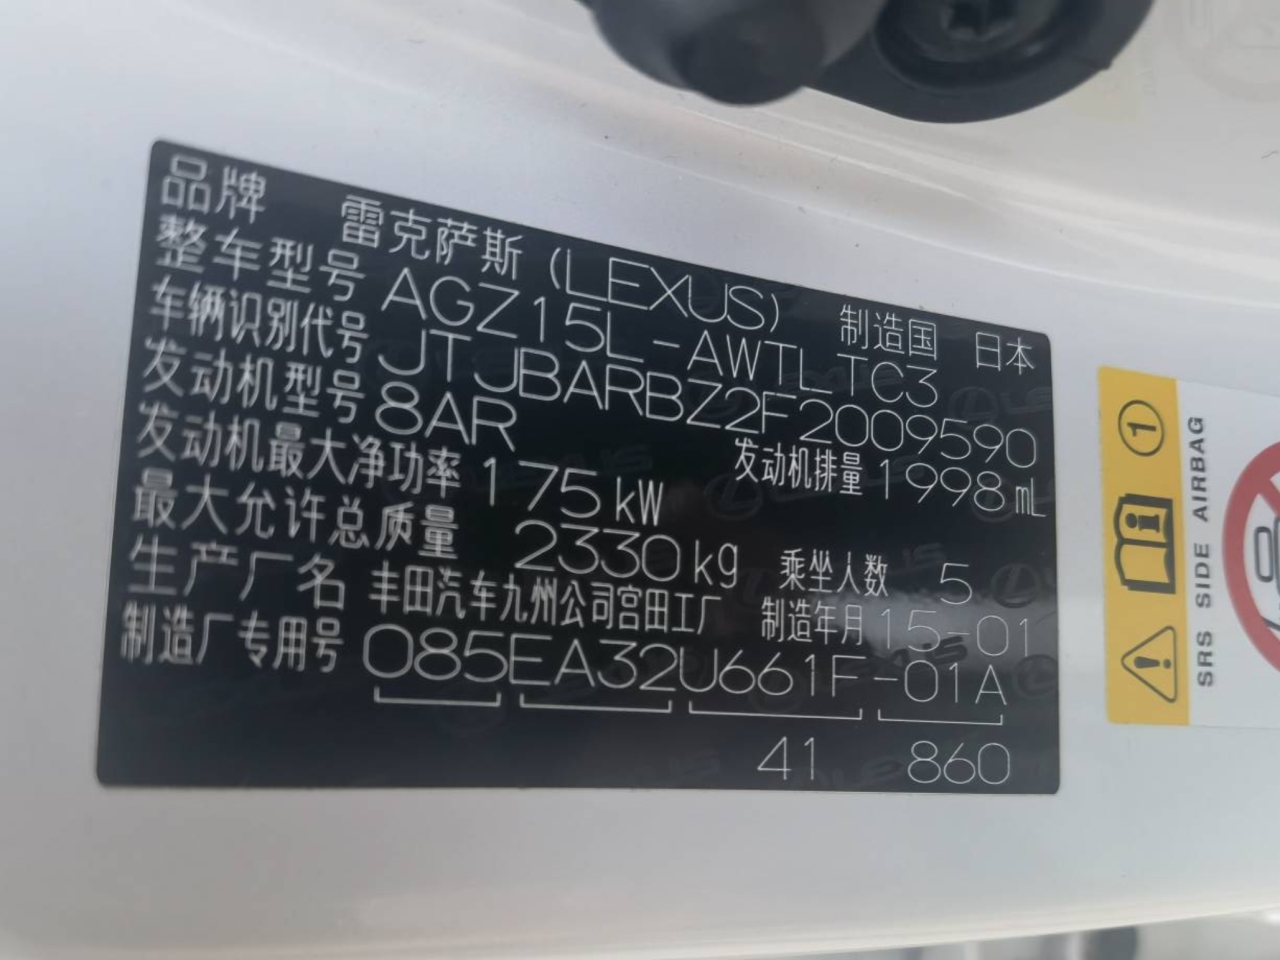 品牌 雷克萨斯 (LEXUS) 制造国 日本
整车型号 AGZ15L-AWTLTC3
车辆识别代号 JTJBARBZ2F2009590
发动机型号 8AR 发动机排量 1998 mL
发动机最大净功率 175 kW
最大允许总质量 2330 kg 乘坐人数 5
生产厂名 丰田汽车九州公司宫田工厂 制造年月 15-01
制造厂专用号 085EA32U661F-01A
41 860
SRS SIDE AIRBAG